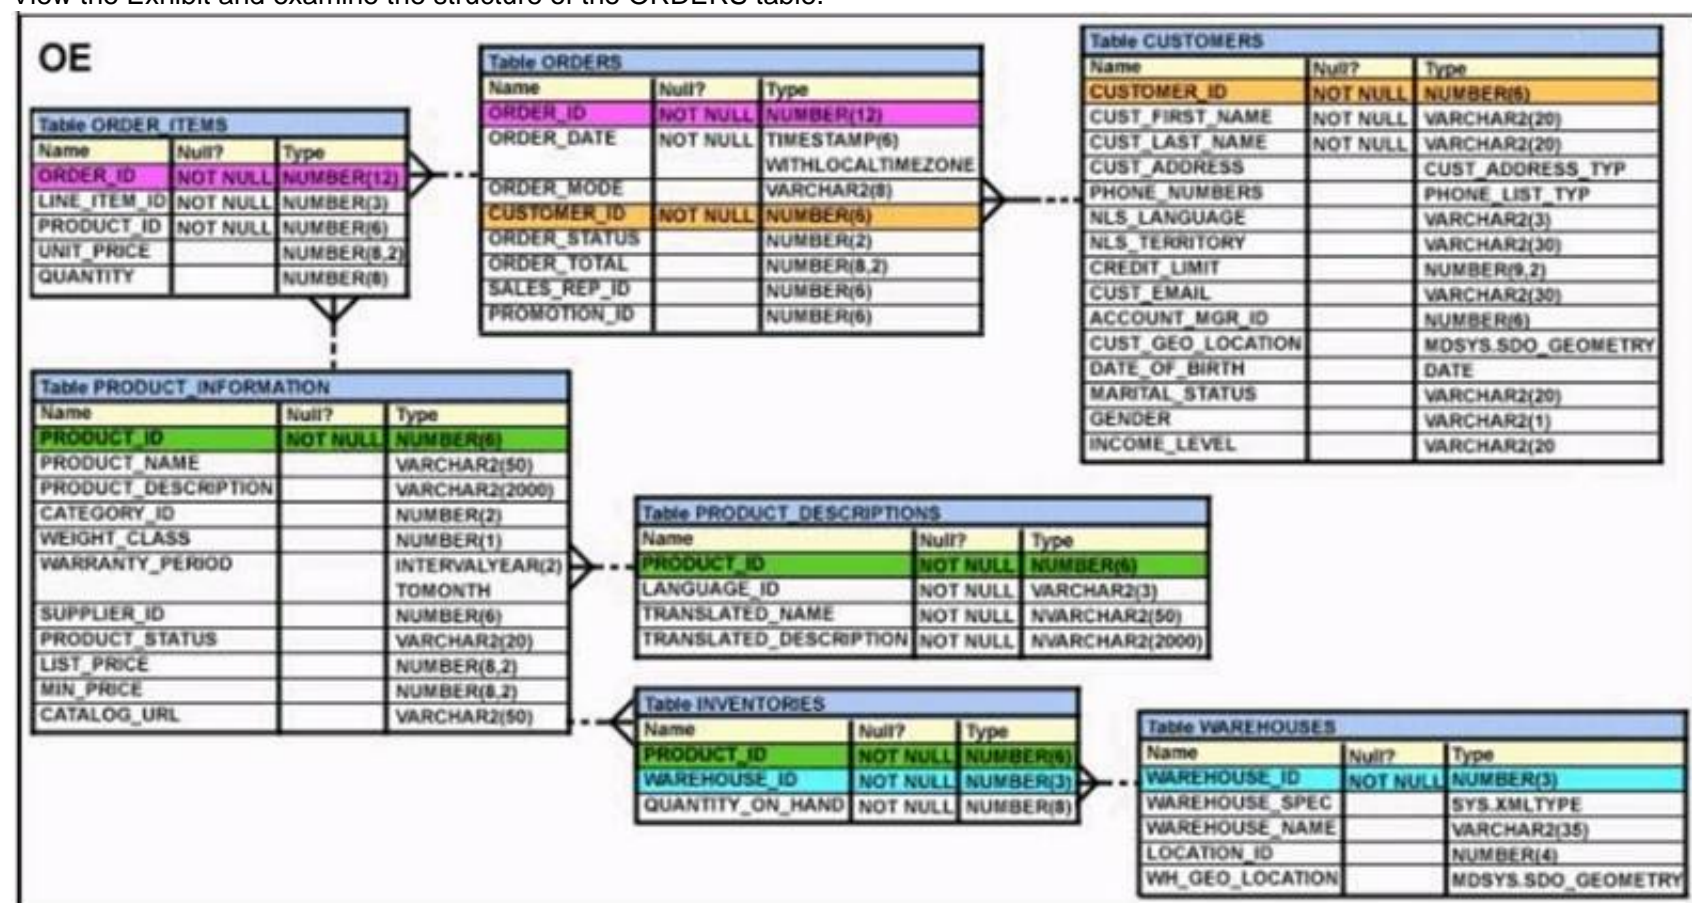 View the Exhibit and examine the structure of the ORDERS table.
OE
Table ORDER_ITEMS
Name Null? Type
ORDER_ID NOT NULL NUMBER(12)
LINE_ITEM_ID NOT NULL NUMBER(3)
PRODUCT_ID NOT NULL NUMBER(6)
UNIT_PRICE NUMBER(8,2)
QUANTITY NUMBER(8)
Table ORDERS
Name Null? Type
ORDER_ID NOT NULL NUMBER(12)
ORDER_DATE NOT NULL TIMESTAMP(6)
WITHLOCALTIMEZONE
ORDER_MODE VARCHAR2(8)
CUSTOMER_ID NOT NULL NUMBER(6)
ORDER_STATUS NUMBER(2)
ORDER_TOTAL NUMBER(8,2)
SALES_REP_ID NUMBER(6)
PROMOTION_ID NUMBER(6)
Table CUSTOMERS
Name Null? Type
CUSTOMER_ID NOT NULL NUMBER(6)
CUST_FIRST_NAME NOT NULL VARCHAR2(20)
CUST_LAST_NAME NOT NULL VARCHAR2(20)
CUST_ADDRESS CUST_ADDRESS_TYP
PHONE_NUMBERS PHONE_LIST_TYP
NLS_LANGUAGE VARCHAR2(3)
NLS_TERRITORY VARCHAR2(30)
CREDIT_LIMIT NUMBER(9,2)
CUST_EMAIL VARCHAR2(30)
ACCOUNT_MGR_ID NUMBER(6)
CUST_GEO_LOCATION MDSYS.SDO_GEOMETRY
DATE_OF_BIRTH DATE
MARITAL_STATUS VARCHAR2(20)
GENDER VARCHAR2(1)
INCOME_LEVEL VARCHAR2(20
Table PRODUCT_INFORMATION
Name Null? Type
PRODUCT_ID NOT NULL NUMBER(6)
PRODUCT_NAME VARCHAR2(50)
PRODUCT_DESCRIPTION VARCHAR2(2000)
CATEGORY_ID NUMBER(2)
WEIGHT_CLASS NUMBER(1)
WARRANTY_PERIOD INTERVALYEAR(2)
TOMONTH
SUPPLIER_ID NUMBER(6)
PRODUCT_STATUS VARCHAR2(20)
LIST_PRICE NUMBER(8,2)
MIN_PRICE NUMBER(8,2)
CATALOG_URL VARCHAR2(50)
Table PRODUCT_DESCRIPTIONS
Name Null? Type
PRODUCT_ID NOT NULL NUMBER(6)
LANGUAGE_ID NOT NULL VARCHAR2(3)
TRANSLATED_NAME NOT NULL NVARCHAR2(50)
TRANSLATED_DESCRIPTION NOT NULL NVARCHAR2(2000)
Table INVENTORIES
Name Null? Type
PRODUCT_ID NOT NULL NUMBER(6)
WAREHOUSE_ID NOT NULL NUMBER(3)
QUANTITY_ON_HAND NOT NULL NUMBER(8)
Table WAREHOUSES
Name Null? Type
WAREHOUSE_ID NOT NULL NUMBER(3)
WAREHOUSE_SPEC SYS.XMLTYPE
WAREHOUSE_NAME VARCHAR2(35)
LOCATION_ID NUMBER(4)
WH_GEO_LOCATION MDSYS.SDO_GEOMETRY